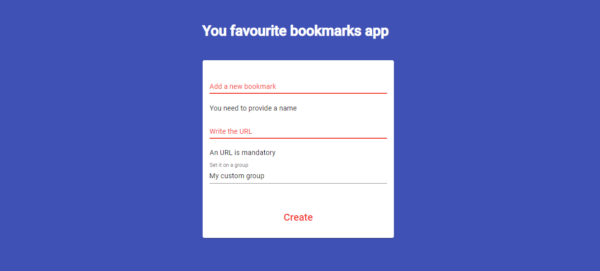 You favourite bookmarks app
Add a new bookmark
You need to provide a name
Write the URL
An URL is mandatory
Set it on a group
My custom group
Create